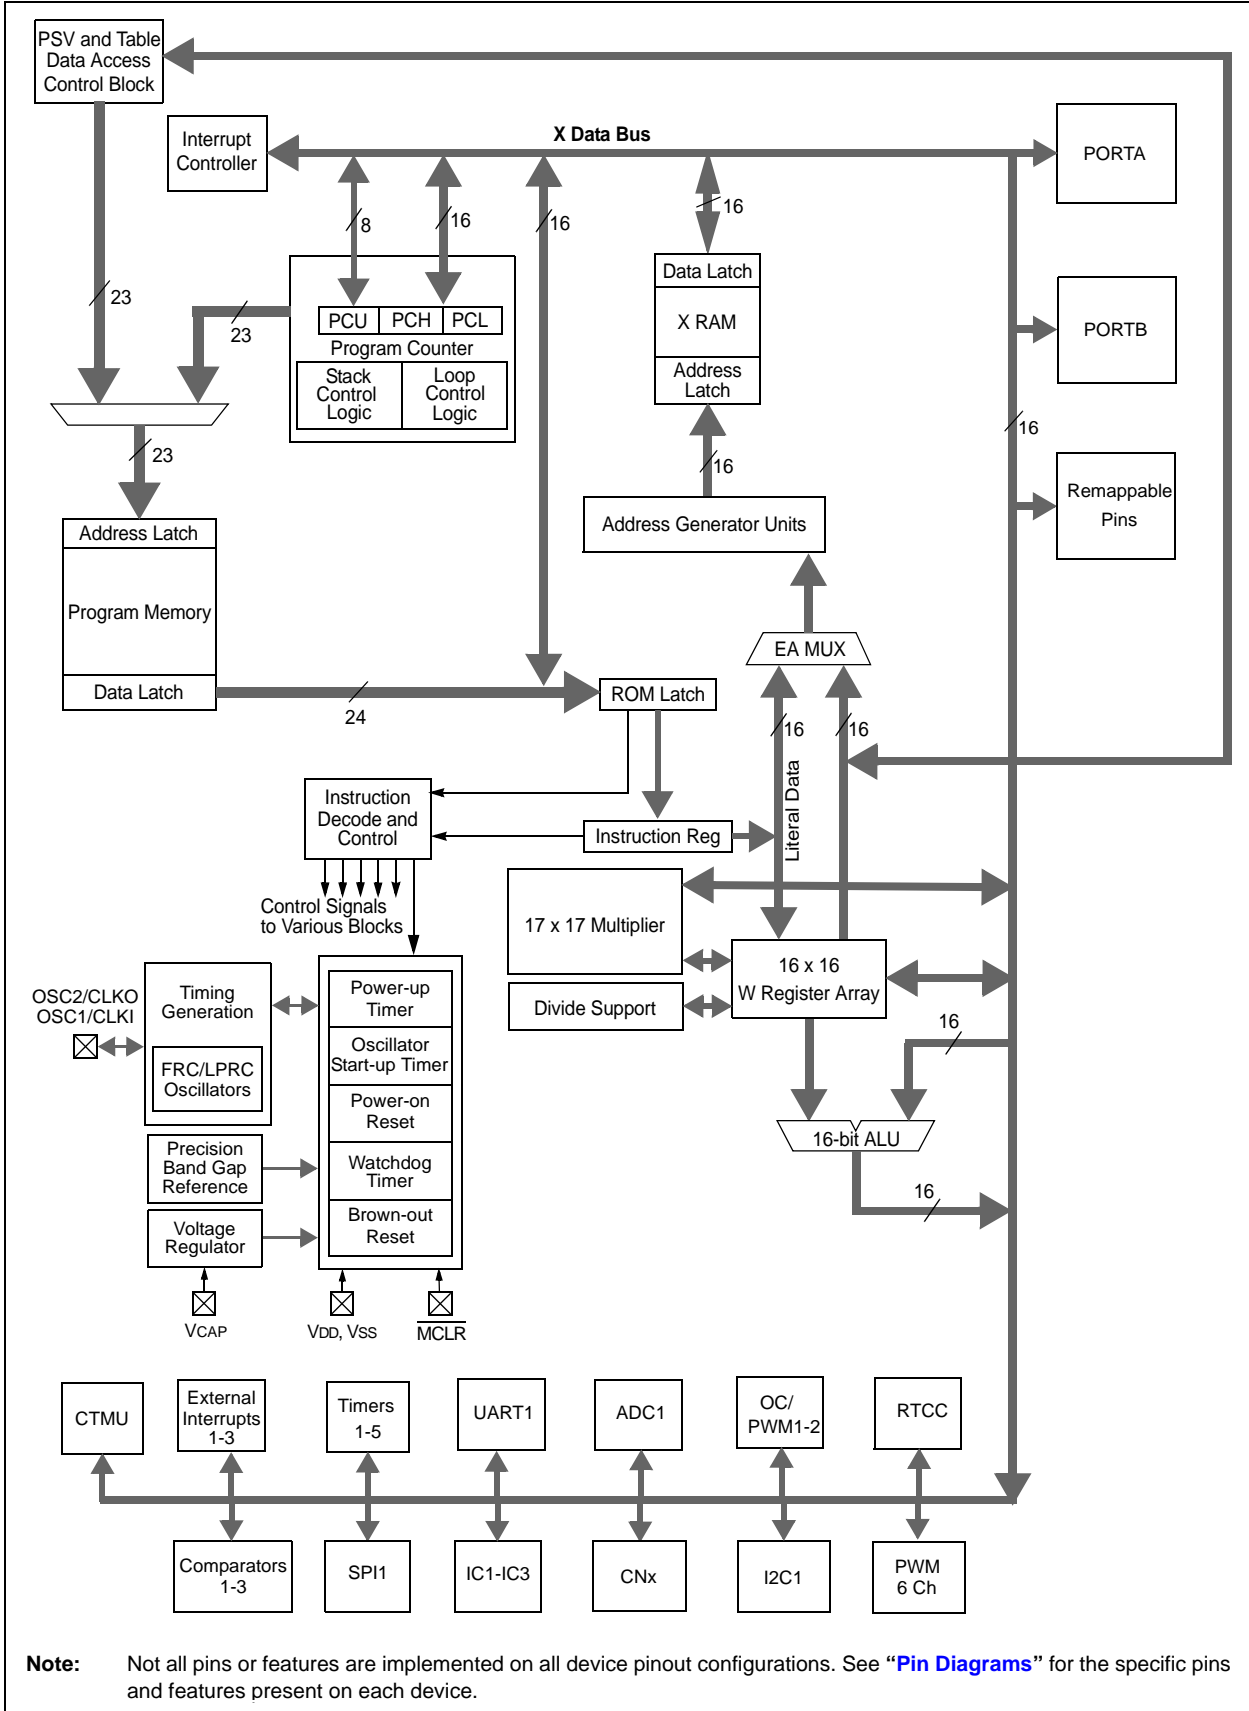 PSV and Table
Data Access
Control Block
Interrupt
Controller
X Data Bus
PORTA
8
16
16
16
23
23
PCU
PCH
PCL
Program Counter
Stack
Control
Logic
Loop
Control
Logic
Data Latch
X RAM
Address
Latch
PORTB
16
23
16
Remappable
Pins
Address Latch
Program Memory
Data Latch
24
Address Generator Units
EA MUX
ROM Latch
16
16
Literal Data
Instruction
Decode and
Control
Instruction Reg
Control Signals
to Various Blocks
17 x 17 Multiplier
16 x 16
W Register Array
Divide Support
OSC2/CLKO
OSC1/CLKI
Timing
Generation
FRC/LPRC
Oscillators
Power-up
Timer
Oscillator
Start-up Timer
Power-on
Reset
Watchdog
Timer
Brown-out
Reset
16
16-bit ALU
16
Precision
Band Gap
Reference
Voltage
Regulator
VCAP
VDD, VSS
MCLR
CTMU
External
Interrupts
1-3
Timers
1-5
UART1
ADC1
OC/
PWM1-2
RTCC
Comparators
1-3
SPI1
IC1-IC3
CNx
I2C1
PWM
6 Ch
Note: Not all pins or features are implemented on all device pinout configurations. See “Pin Diagrams” for the specific pins
and features present on each device.